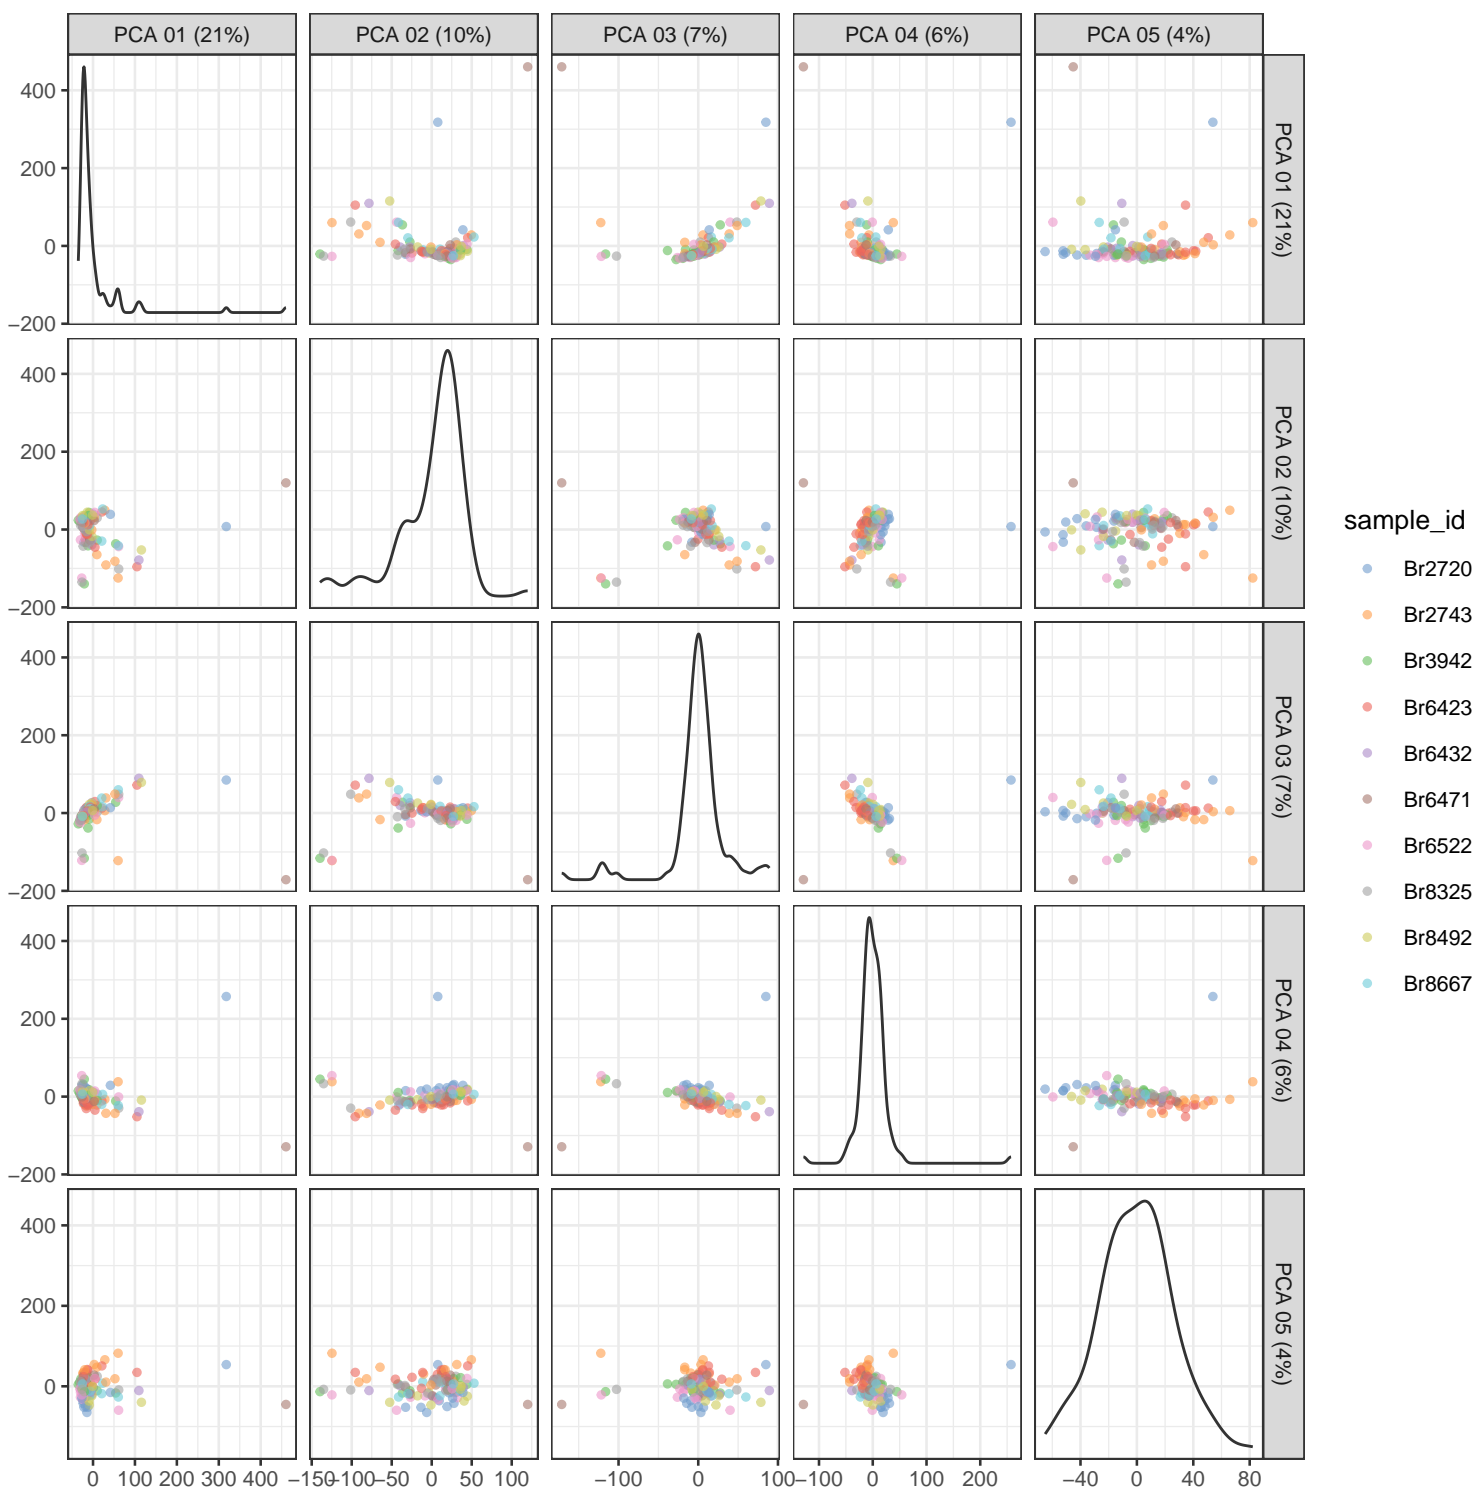 PCA 01 (21%) PCA 02 (10%) PCA 03 (7%) PCA 04 (6%) PCA 05 (4%)
400
200
0
−200
PCA 01 (21%)
400
200
0
−200
PCA 02 (10%)
400
200
0
−200
PCA 03 (7%)
400
200
0
−200
PCA 04 (6%)
400
200
0
PCA 05 (4%)
0 100 200 300 400 −150 −100 −50 0 50 100 −100 0 100 −100 0 100 200 −40 0 40 80
sample_id
Br2720
Br2743
Br3942
Br6423
Br6432
Br6471
Br6522
Br8325
Br8492
Br8667